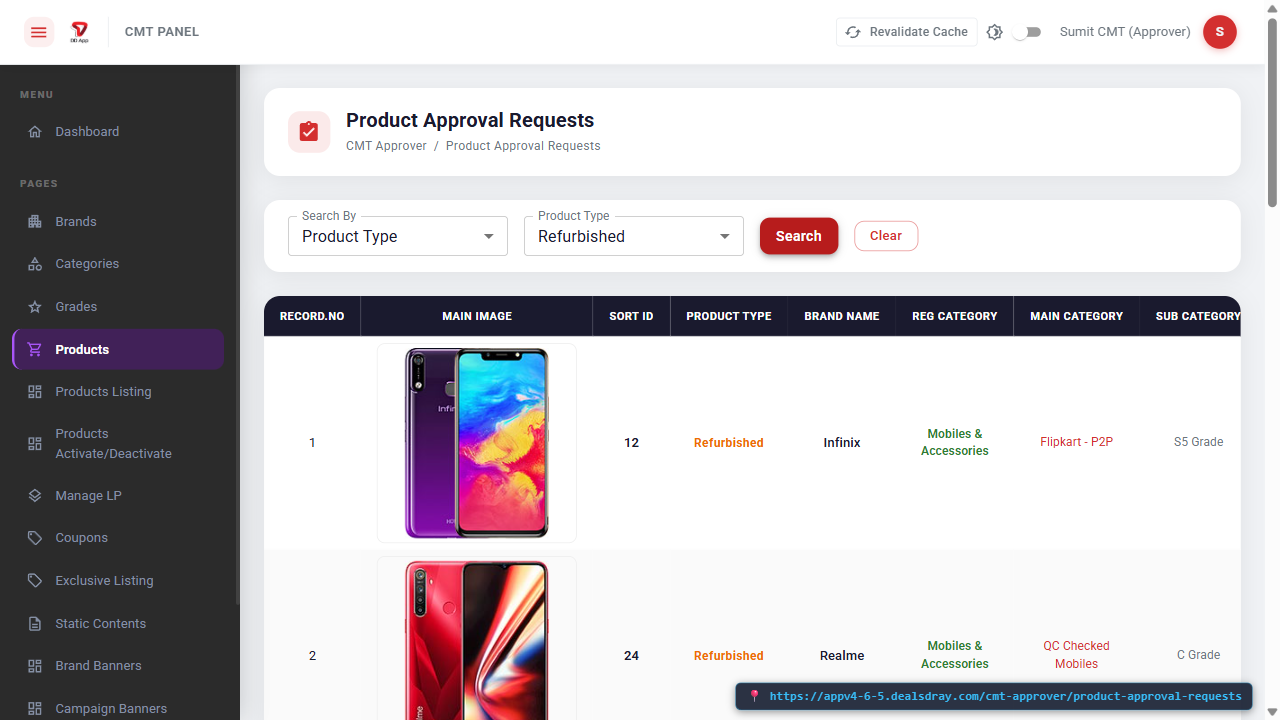 DD-App
CMT PANEL
Revalidate Cache
Sumit CMT (Approver)
S
MENU
Dashboard
PAGES
Brands
Categories
Grades
Products
Products Listing
Products
Activate/Deactivate
Manage LP
Coupons
Exclusive Listing
Static Contents
Brand Banners
Campaign Banners
Product Approval Requests
CMT Approver / Product Approval Requests
Search By
Product Type
Product Type
Refurbished
Search
Clear
RECORD.NO MAIN IMAGE SORT ID PRODUCT TYPE BRAND NAME REG CATEGORY MAIN CATEGORY SUB CATEGORY
1 12 Refurbished Infinix Mobiles &
Accessories Flipkart - P2P S5 Grade
Infin
2 24 Refurbished Realme Mobiles &
Accessories QC Checked
Mobiles C Grade
https://appv4-6-5.dealsdray.com/cmt-approver/product-approval-requests